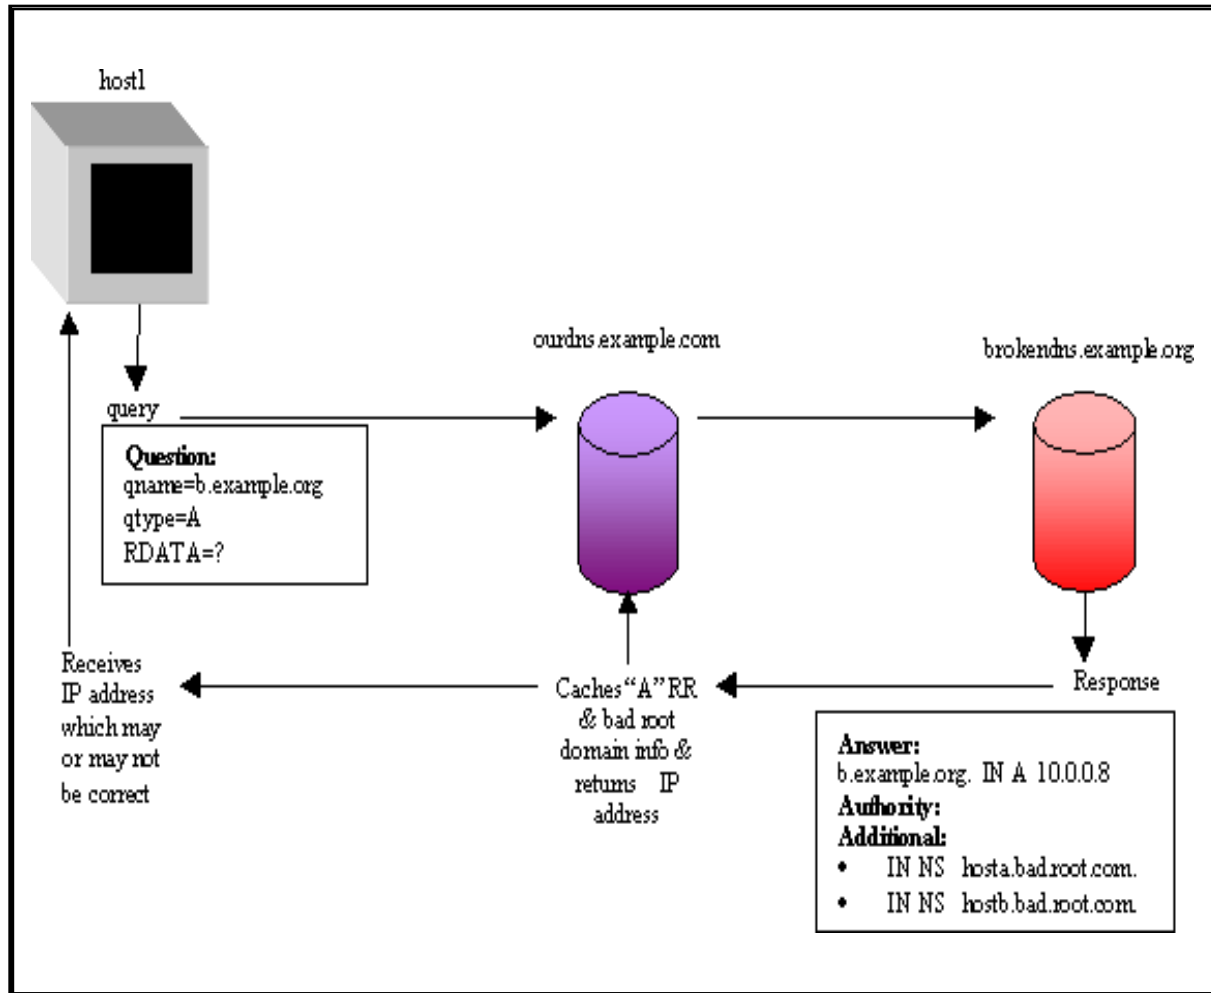 host1
ourdns.example.com
brokendns.example.org
query
Question:
qname=b.example.org
qtype=A
RDATA=?
Receives
IP address
which may
or may not
be correct
Caches “A” RR
& bad root
domain info &
returns IP
address
Response
Answer:
b.example.org. IN A 10.0.0.8
Authority:
Additional:
• IN NS hosta.bad.root.com.
• IN NS hostb.bad.root.com.